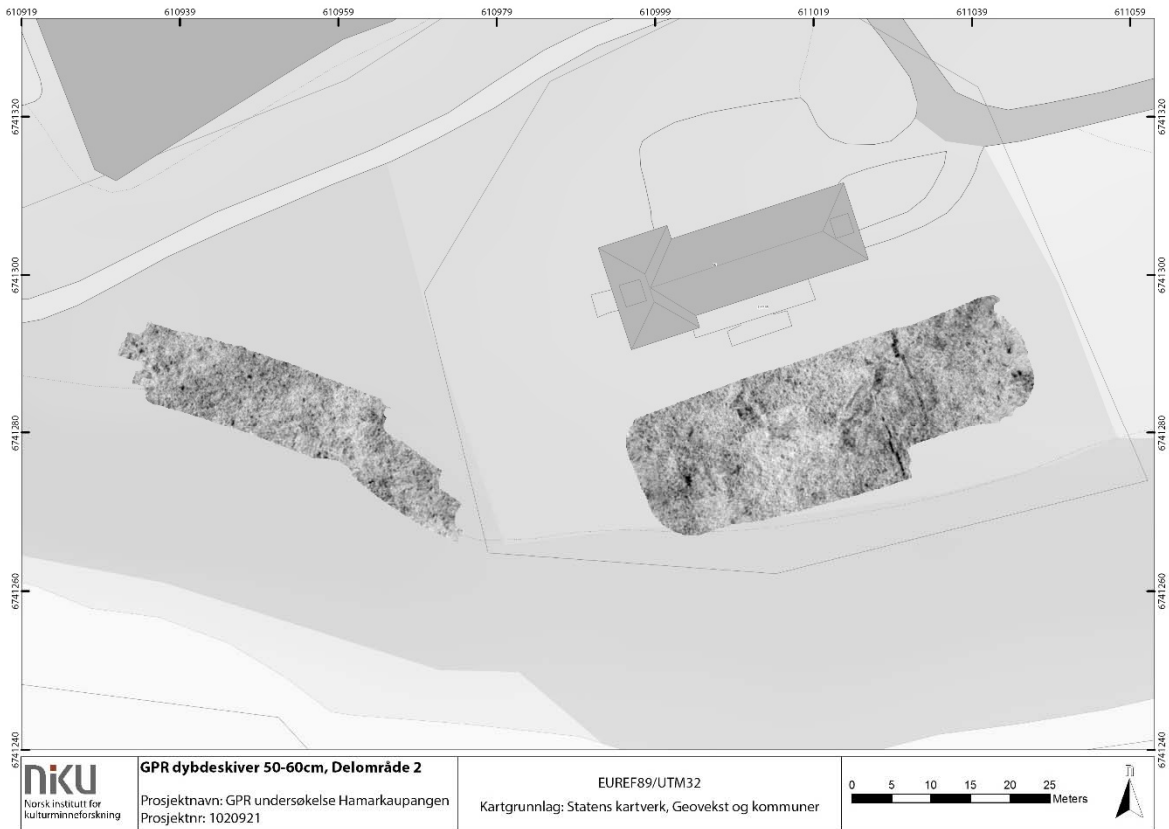 610919 610939 610959 610979 610999 611019 611039 611059
6741320 6741320
6741300 6741300
6741280 6741280
6741260 6741260
6741240 6741240
niku
Norsk institutt for
kulturminneforskning
GPR dybdeskiver 50-60cm, Delområde 2
Prosjektnavn: GPR undersøkelse Hamarkaupangen
Prosjektnr: 1020921
EUREF89/UTM32
Kartgrunnlag: Statens kartverk, Geovekst og kommuner
0 5 10 15 20 25
Meters